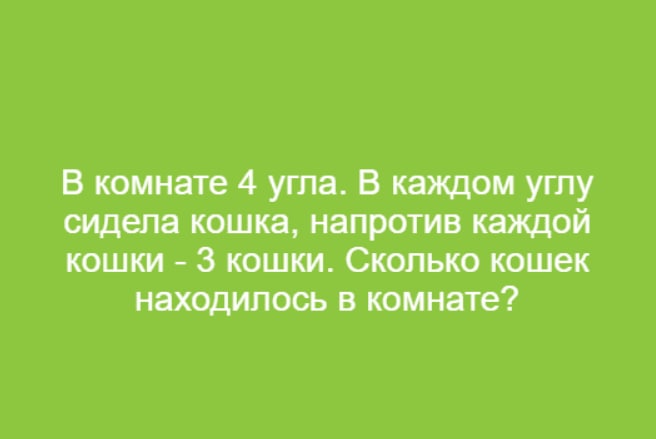 В комнате 4 угла. В каждом углу
сидела кошка, напротив каждой
кошки - 3 кошки. Сколько кошек
находилось в комнате?